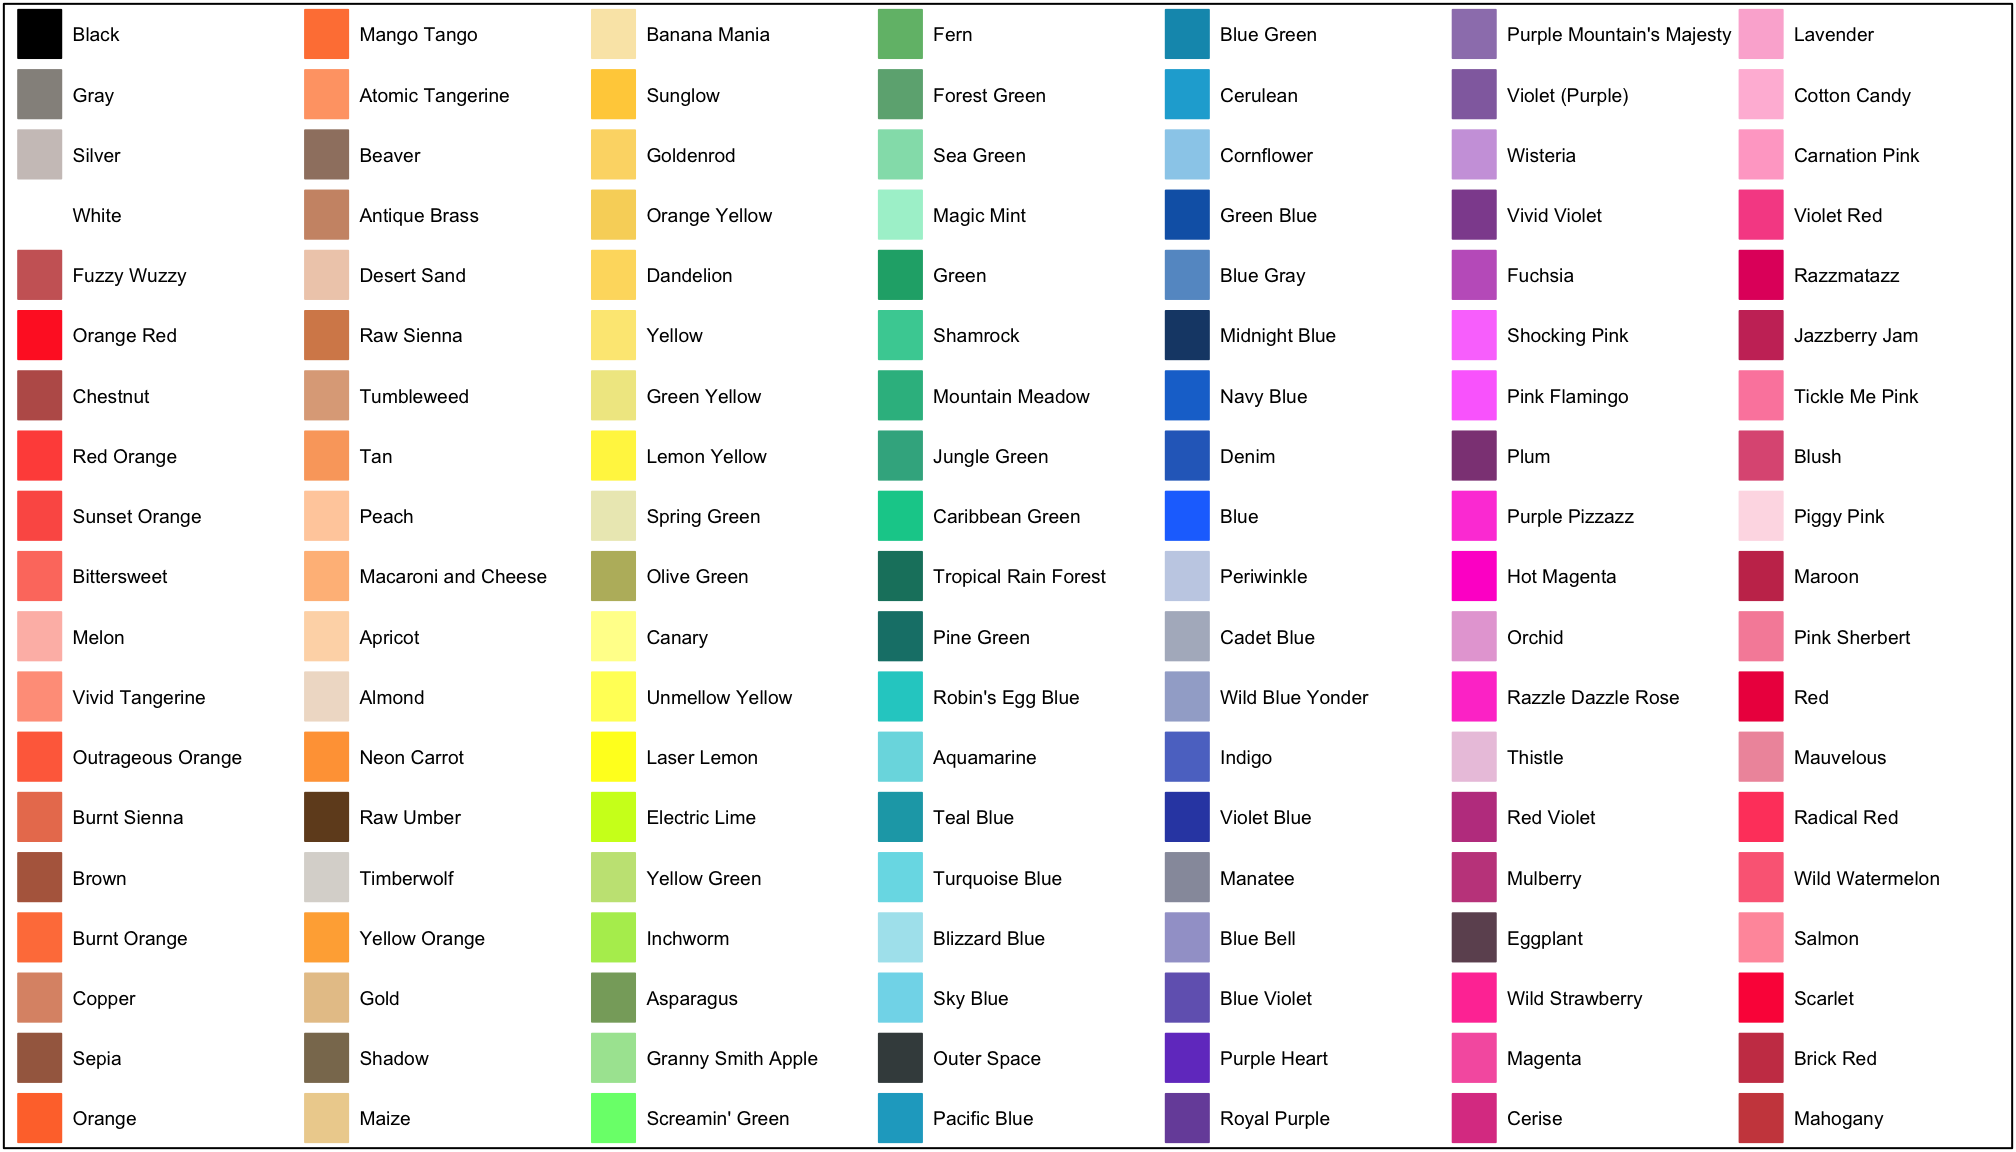 Black
Gray
Silver
White
Fuzzy Wuzzy
Orange Red
Chestnut
Red Orange
Sunset Orange
Bittersweet
Melon
Vivid Tangerine
Outrageous Orange
Burnt Sienna
Brown
Burnt Orange
Copper
Sepia
Orange
Mango Tango
Atomic Tangerine
Beaver
Antique Brass
Desert Sand
Raw Sienna
Tumbleweed
Tan
Peach
Macaroni and Cheese
Apricot
Almond
Neon Carrot
Raw Umber
Timberwolf
Yellow Orange
Gold
Shadow
Maize
Banana Mania
Sunglow
Goldenrod
Orange Yellow
Dandelion
Yellow
Green Yellow
Lemon Yellow
Spring Green
Olive Green
Canary
Unmellow Yellow
Laser Lemon
Electric Lime
Yellow Green
Inchworm
Asparagus
Granny Smith Apple
Screamin' Green
Fern
Forest Green
Sea Green
Magic Mint
Green
Shamrock
Mountain Meadow
Jungle Green
Caribbean Green
Tropical Rain Forest
Pine Green
Robin's Egg Blue
Aquamarine
Teal Blue
Turquoise Blue
Blizzard Blue
Sky Blue
Outer Space
Pacific Blue
Blue Green
Cerulean
Cornflower
Green Blue
Blue Gray
Midnight Blue
Navy Blue
Denim
Blue
Periwinkle
Cadet Blue
Wild Blue Yonder
Indigo
Violet Blue
Manatee
Blue Bell
Blue Violet
Purple Heart
Royal Purple
Purple Mountain's Majesty
Violet (Purple)
Wisteria
Vivid Violet
Fuchsia
Shocking Pink
Pink Flamingo
Plum
Purple Pizzazz
Hot Magenta
Orchid
Razzle Dazzle Rose
Thistle
Red Violet
Mulberry
Eggplant
Wild Strawberry
Magenta
Cerise
Lavender
Cotton Candy
Carnation Pink
Violet Red
Razzmatazz
Jazzberry Jam
Tickle Me Pink
Blush
Piggy Pink
Maroon
Pink Sherbert
Red
Mauvelous
Radical Red
Wild Watermelon
Salmon
Scarlet
Brick Red
Mahogany